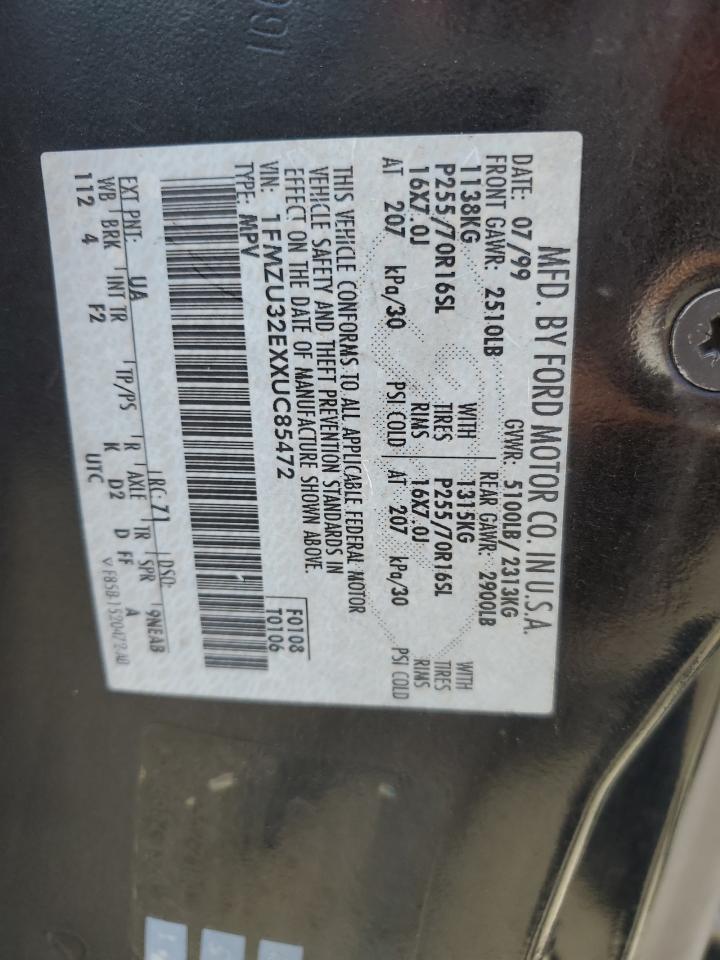 MFD. BY FORD MOTOR CO. IN U.S.A.
DATE: 07/99 GVWR: 5100LB/ 2313KG
FRONT GAWR: 2510LB REAR GAWR: 2900LB
1138KG WITH 1315KG WITH
P255/70R16SL TIRES P255/70R16SL TIRES
16X7.0J RIMS 16X7.0J RIMS
AT 207 kPa/30 PSI COLD AT 207 kPa/30 PSI COLD
THIS VEHICLE CONFORMS TO ALL APPLICABLE FEDERAL MOTOR
VEHICLE SAFETY AND THEFT PREVENTION STANDARDS IN
EFFECT ON THE DATE OF MANUFACTURE SHOWN ABOVE.
VIN: 1FMZU32EXXUC85472 F0108
TYPE: MPV T0106
EXT PNT: UA RC: 71 DSO: 9NEAB
WB BRK INT TR TP/PS R AXLE TR SPR
112 4 F2 K D2 D FF A
UTC